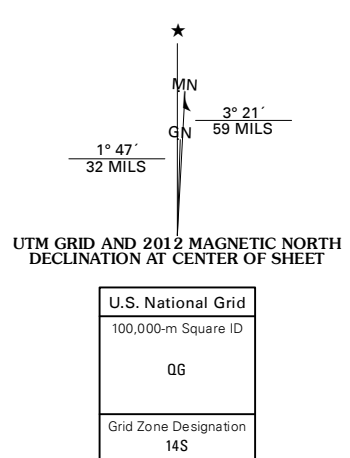 ★
MN
3° 21´
59 MILS
GN
1° 47´
32 MILS
UTM GRID AND 2012 MAGNETIC NORTH
DECLINATION AT CENTER OF SHEET
U.S. National Grid
100,000-m Square ID
QG
Grid Zone Designation
14S